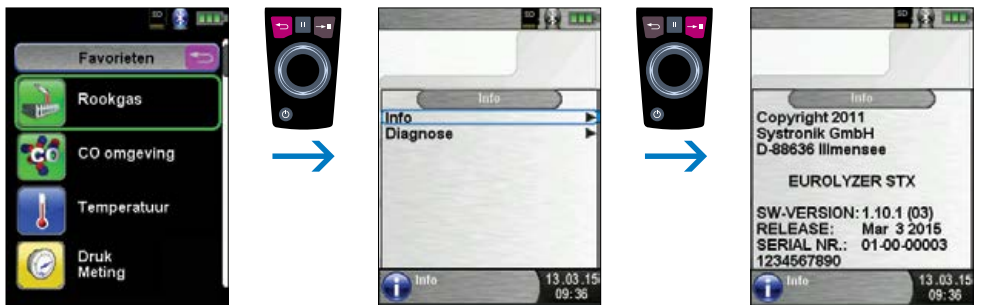 SD
Favorieten
Rookgas
CO
CO omgeving
Temperatuur
Druk
Meting
SD
Info
Info
Diagnose
Info
13.03.15
09:36
SD
Info
Copyright 2011
Systronik GmbH
D-88636 Illmensee
EUROLYZER STX
SW-VERSION: 1.10.1 (03)
RELEASE: Mar 3 2015
SERIAL NR.: 01-00-00003
1234567890
Info
13.03.15
09:36